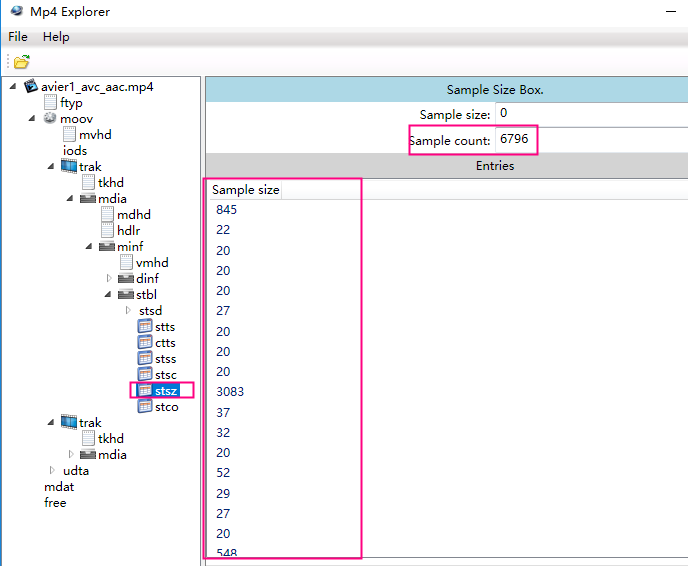 Mp4 Explorer
File Help
avier1_avc_aac.mp4
ftyp
moov
mvhd
iods
trak
tkhd
mdia
mdhd
hdlr
minf
vmhd
dinf
stbl
stsd
stts
ctts
stss
stsc
stsz
stco
trak
tkhd
mdia
udta
mdat
free
Sample Size Box.
Sample size: 0
Sample count: 6796
Entries
Sample size
845
22
20
20
20
27
20
20
20
3083
37
32
20
52
29
27
20
548